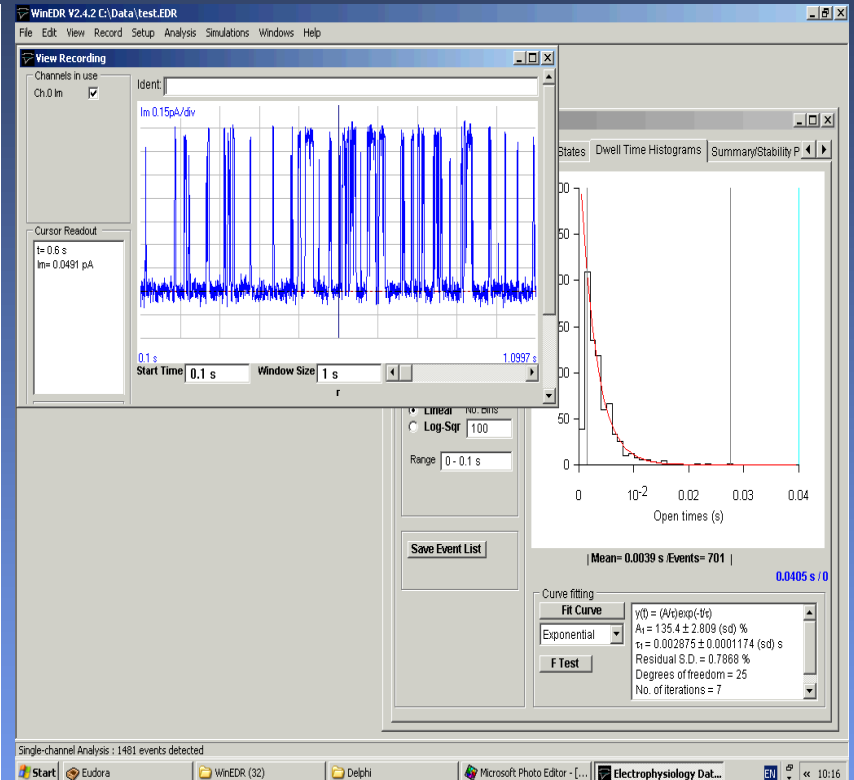 WinEDR V2.4.2 C:\Data\test.EDR
File Edit View Record Setup Analysis Simulations Windows Help
View Recording
Channels in use
Ch.0 Im
Ident:
Im 0.15pA/div
Cursor Readout
t= 0.6 s
Im= 0.0491 pA
0.1 s 1.0997 s
Start Time 0.1 s Window Size 1 s
r
States Dwell Time Histograms Summary/Stability P
00
50
00
50
00
50
0
0 10-2 0.02 0.03 0.04
Open times (s)
Linear No. Bins
Log-Sqr 100
Range 0 - 0.1 s
Save Event List
| Mean= 0.0039 s /Events= 701 |
0.0405 s / 0
Curve fitting
Fit Curve
Exponential
F Test
y(t) = (A/τ)exp(-t/τ)
A1 = 135.4 ± 2.809 (sd) %
τ1 = 0.002875 ± 0.0001174 (sd) s
Residual S.D. = 0.7868 %
Degrees of freedom = 25
No. of iterations = 7
Single-channel Analysis : 1481 events detected
Start Eudora WinEDR (32) Delphi Microsoft Photo Editor - [... Electrophysiology Dat... EN « 10:16